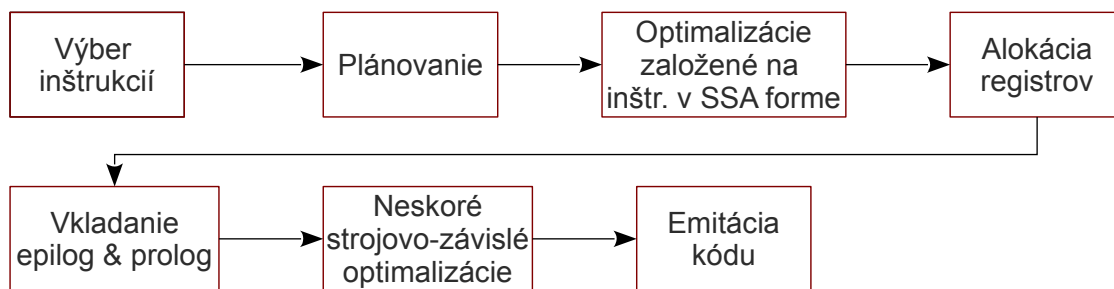 Výber
inštrukcií
Plánovanie
Optimalizácie
založené na
inštr. v SSA forme
Alokácia
registrov
Vkladanie
epilog & prolog
Neskoré
strojovo-závislé
optimalizácie
Emitácia
kódu